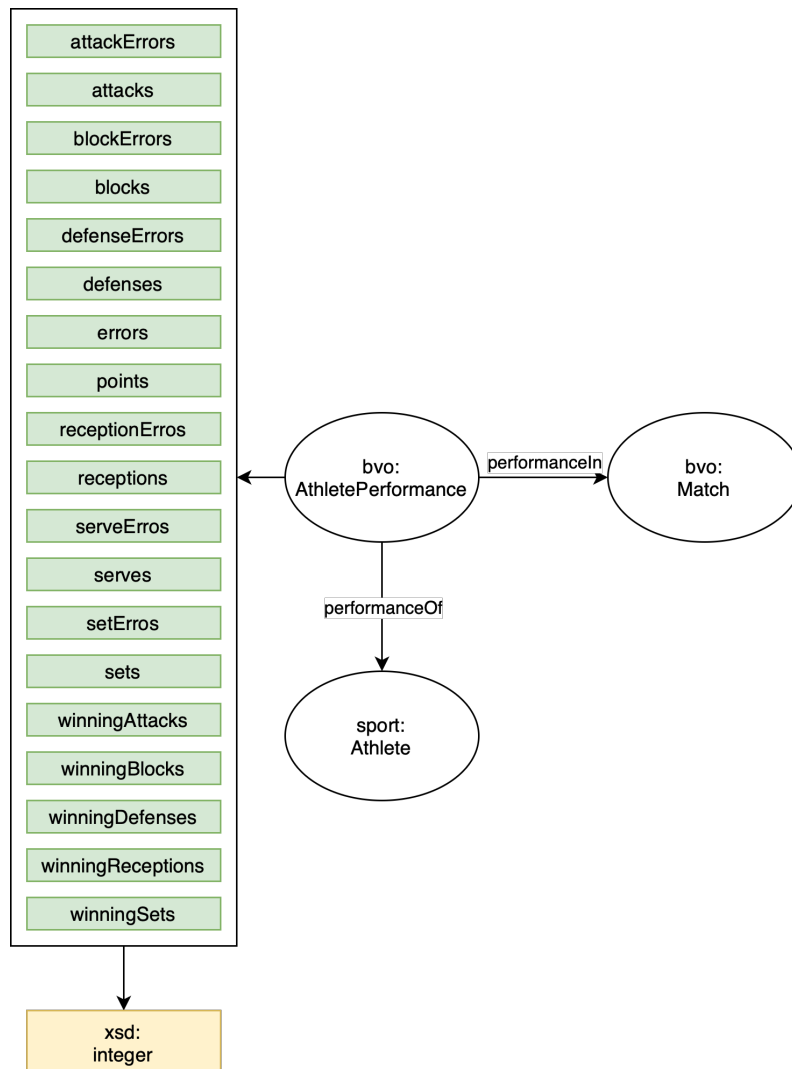 attackErrors
attacks
blockErrors
blocks
defenseErrors
defenses
errors
points
receptionErros
receptions
serveErros
serves
setErros
sets
winningAttacks
winningBlocks
winningDefenses
winningReceptions
winningSets
xsd:
integer
bvo:
AthletePerformance
performanceIn
bvo:
Match
performanceOf
sport:
Athlete